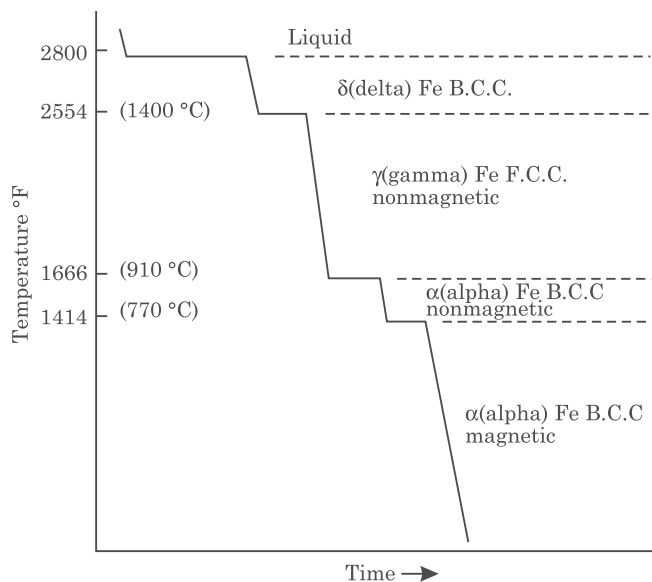 Liquid
2800
δ(delta) Fe B.C.C.
2554
(1400 °C)
γ(gamma) Fe F.C.C.
nonmagnetic
Temperature °F
1666
(910 °C)
α(alpha) Fe B.C.C
nonmagnetic
1414
(770 °C)
α(alpha) Fe B.C.C
magnetic
Time